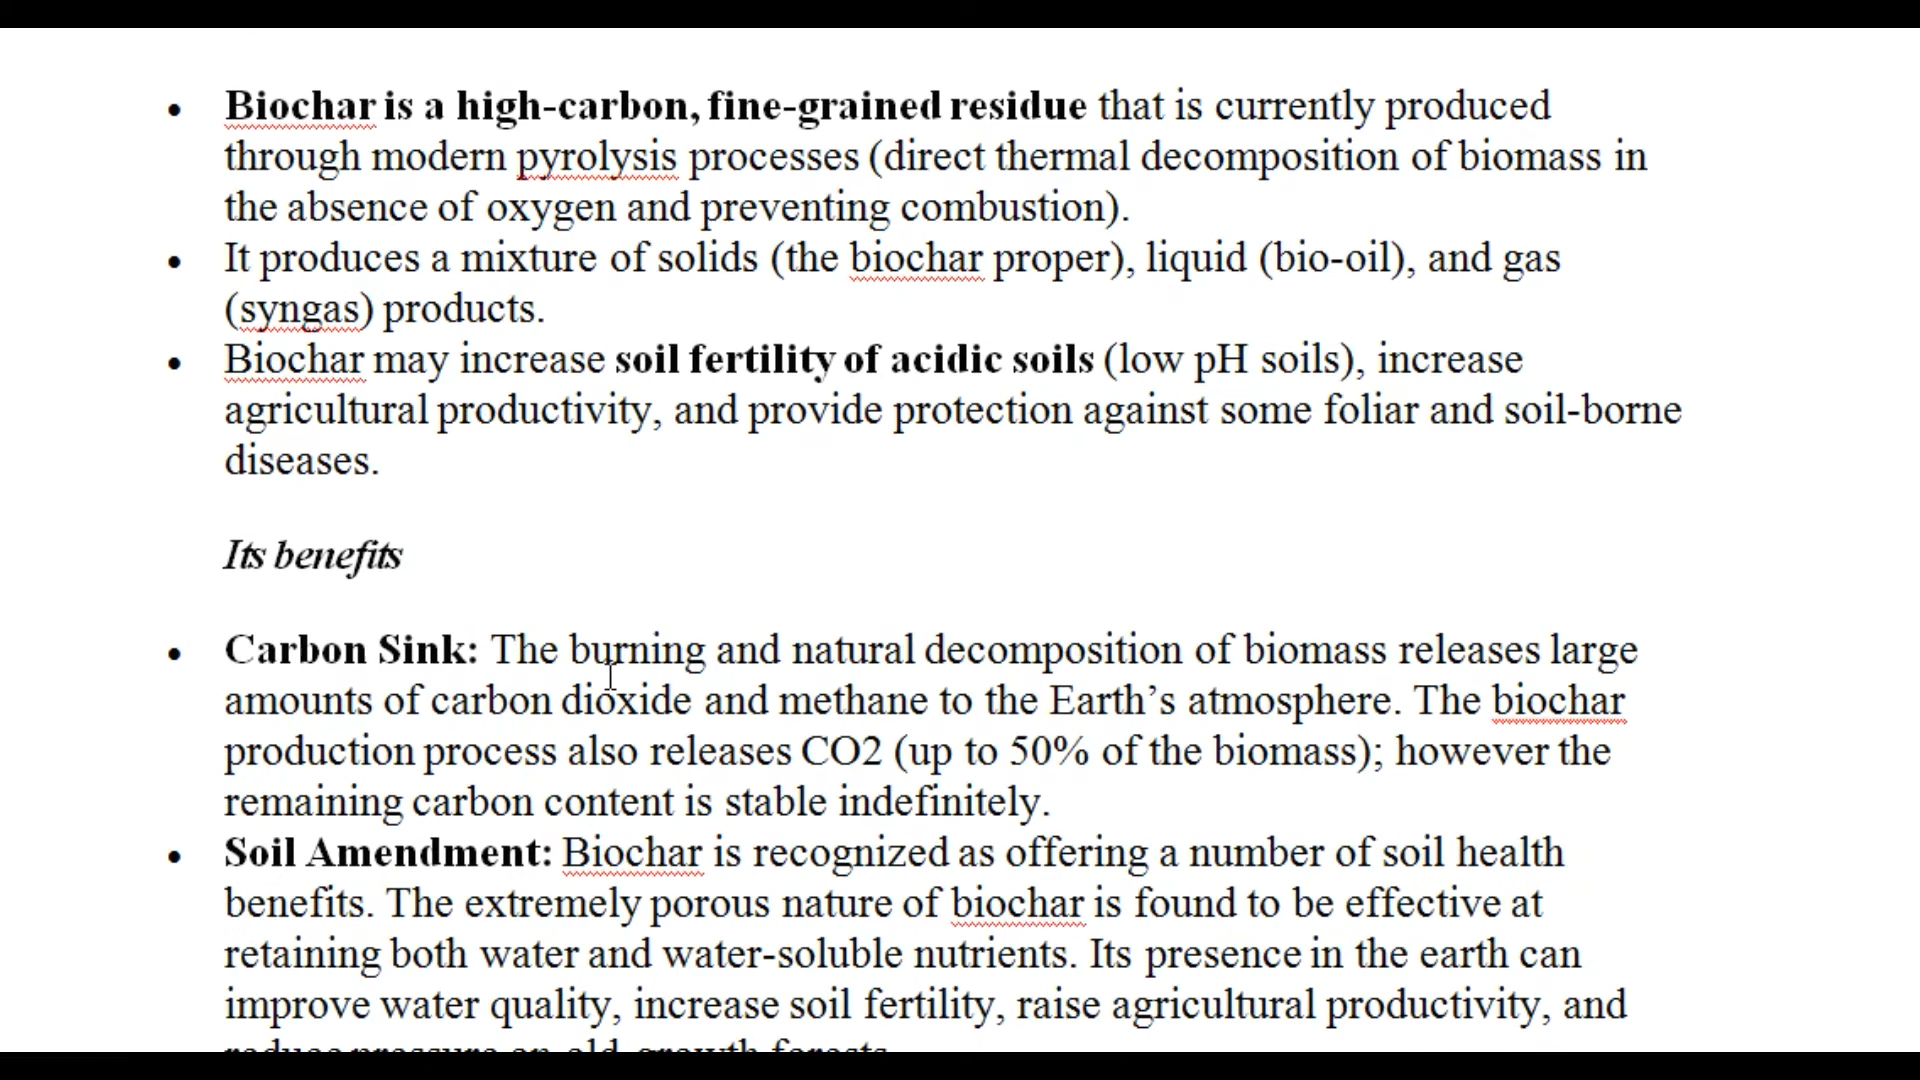 • Biochar is a high-carbon, fine-grained residue that is currently produced
through modern pyrolysis processes (direct thermal decomposition of biomass in
the absence of oxygen and preventing combustion).
• It produces a mixture of solids (the biochar proper), liquid (bio-oil), and gas
(syngas) products.
• Biochar may increase soil fertility of acidic soils (low pH soils), increase
agricultural productivity, and provide protection against some foliar and soil-borne
diseases.
Its benefits
• Carbon Sink: The burning and natural decomposition of biomass releases large
amounts of carbon dioxide and methane to the Earth’s atmosphere. The biochar
production process also releases CO2 (up to 50% of the biomass); however the
remaining carbon content is stable indefinitely.
• Soil Amendment: Biochar is recognized as offering a number of soil health
benefits. The extremely porous nature of biochar is found to be effective at
retaining both water and water-soluble nutrients. Its presence in the earth can
improve water quality, increase soil fertility, raise agricultural productivity, and
reduce pressure on old-growth forests.